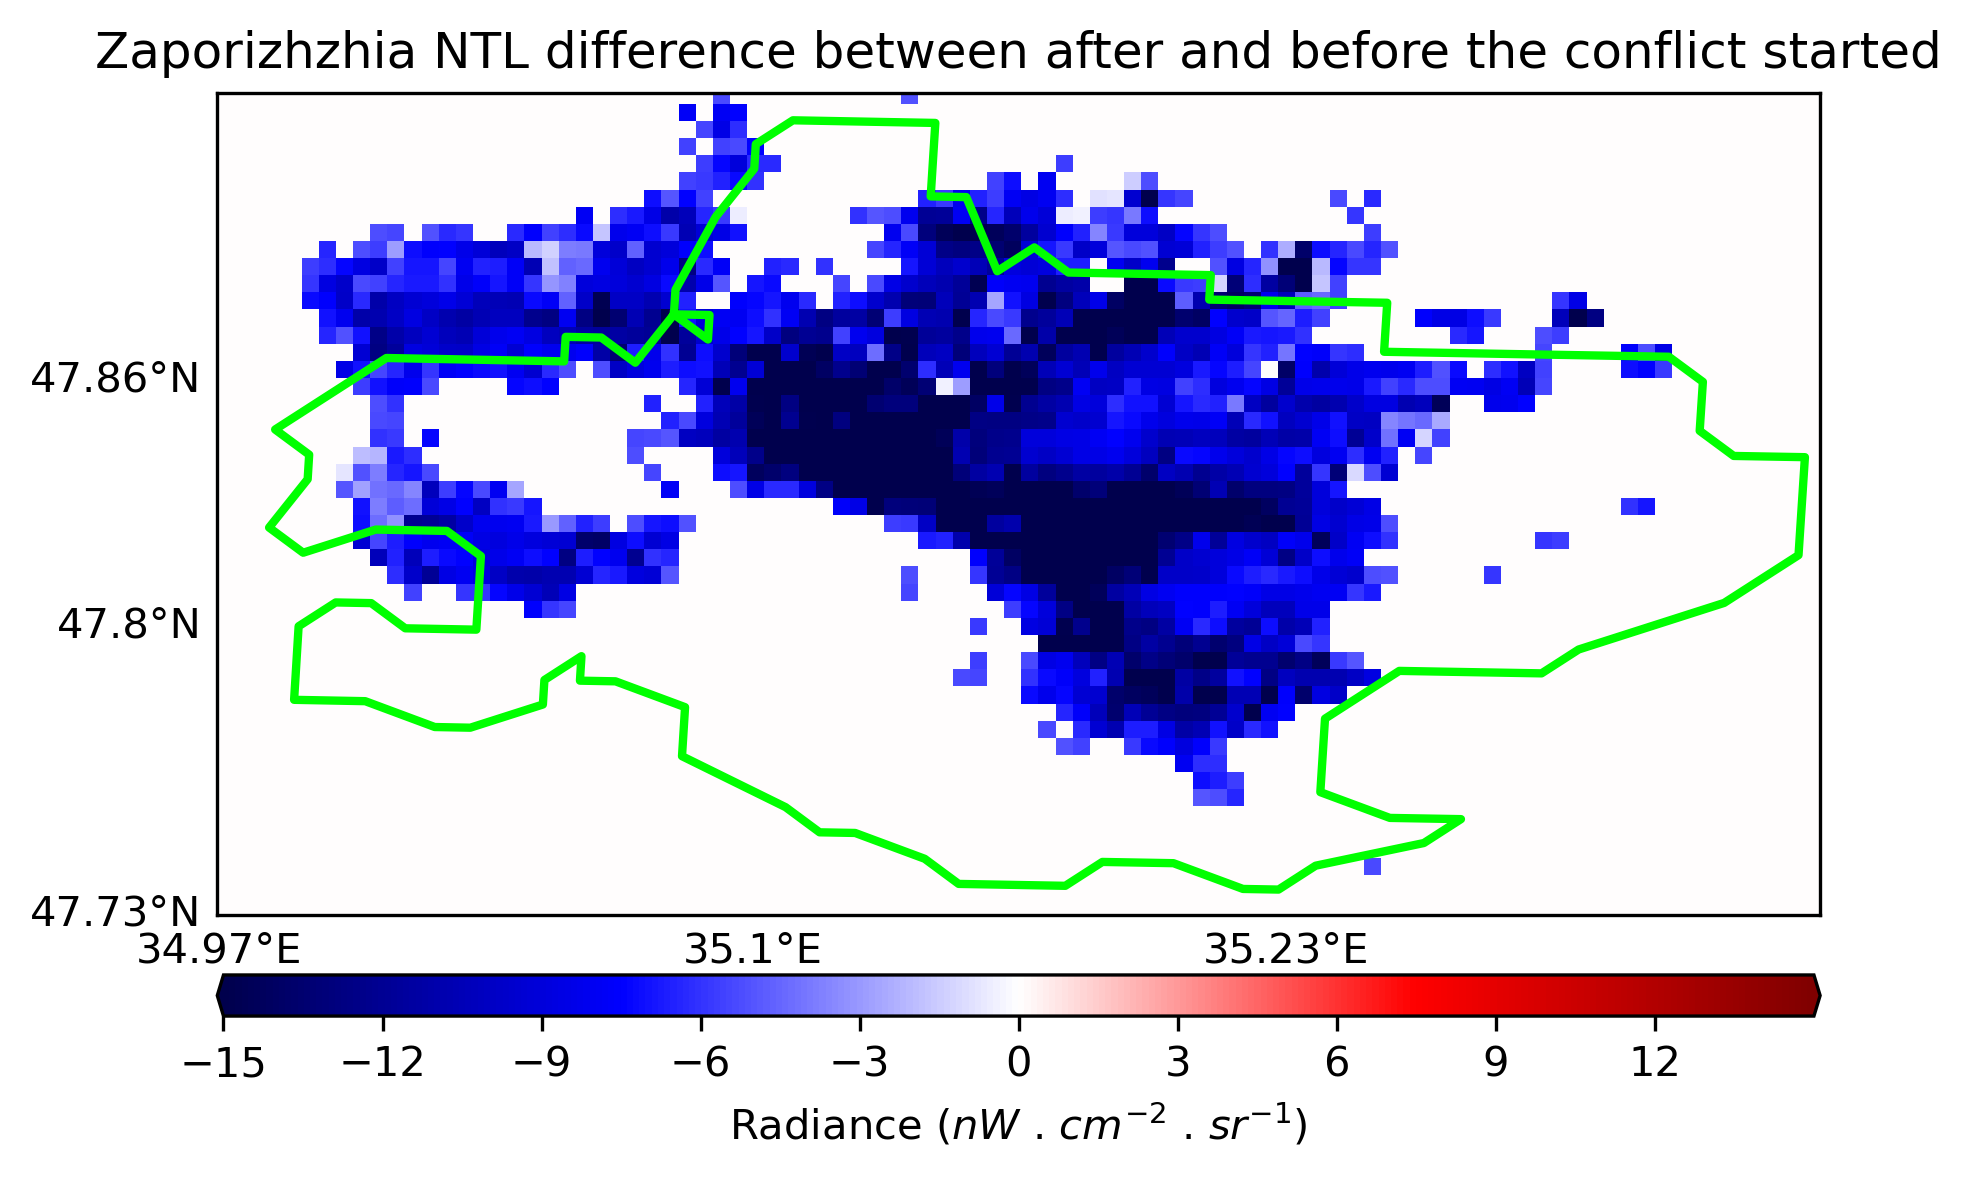 Zaporizhzhia NTL difference between after and before the conflict started
47.86°N
47.8°N
47.73°N
34.97°E 35.1°E 35.23°E
−15 −12 −9 −6 −3 0 3 6 9 12
Radiance (nW . cm⁻² . sr⁻¹)